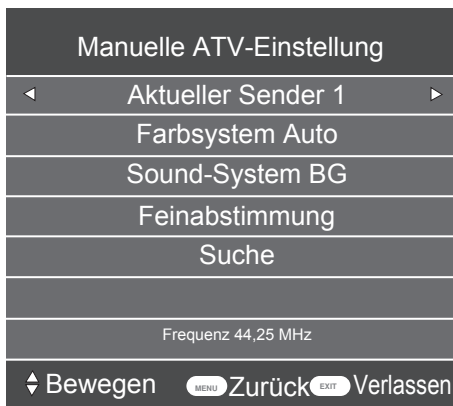 Manuelle ATV-Einstellung
Aktueller Sender 1
Farbsystem Auto
Sound-System BG
Feinabstimmung
Suche
Frequenz 44,25 MHz
Bewegen MENU Zurück EXIT Verlassen